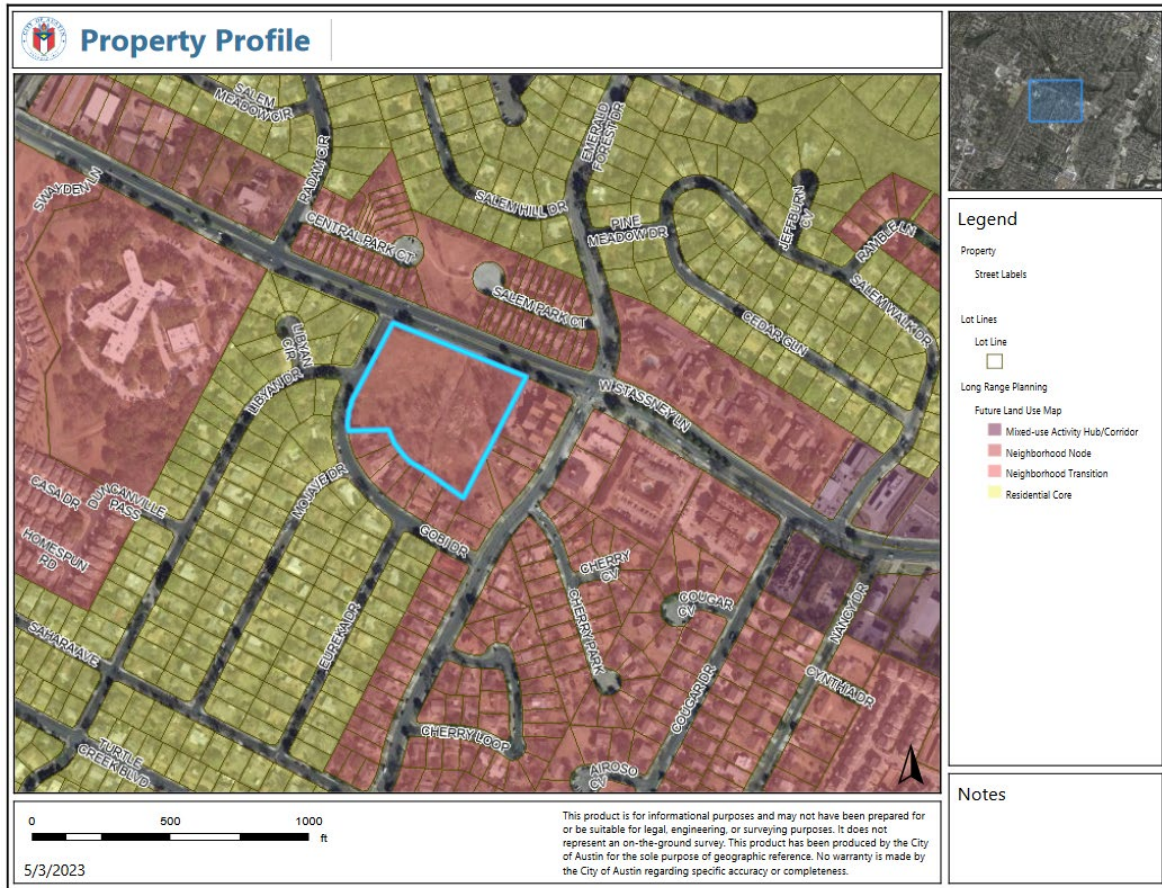 Property Profile
SALEM
MEADOW CIR
RADAM CIR
EMERALD
FOREST DR
SWAYDEN LN
SALEM HILL DR
PINE
MEADOW DR
JEFFBURN
CV
RAMBLE LN
CENTRAL PARK CT
SALEM PARK CT
SALEM WALK DR
CEDAR GLN
LIBYAN
CIR
LIBYAN DR
W STASSNEY LN
MOJAVE DR
CASA DR
DUNCANVILLE
PASS
HOMESPUN
RD
GOBI DR
CHERRY
CV
COUGAR
CV
NANCY DR
CHERRY PARK
EUREKA DR
SAHARA AVE
COUGAR DR
CYNTHIA DR
CHERRY LOOP
TURTLE
CREEK BLVD
AIROSO
CV
Legend
Property
Street Labels
Lot Lines
Lot Line
Long Range Planning
Future Land Use Map
Mixed-use Activity Hub/Corridor
Neighborhood Node
Neighborhood Transition
Residential Core
Notes
0 500 1000
ft
5/3/2023
This product is for informational purposes and may not have been prepared for
or be suitable for legal, engineering, or surveying purposes. It does not
represent an on-the-ground survey. This product has been produced by the City
of Austin for the sole purpose of geographic reference. No warranty is made by
the City of Austin regarding specific accuracy or completeness.